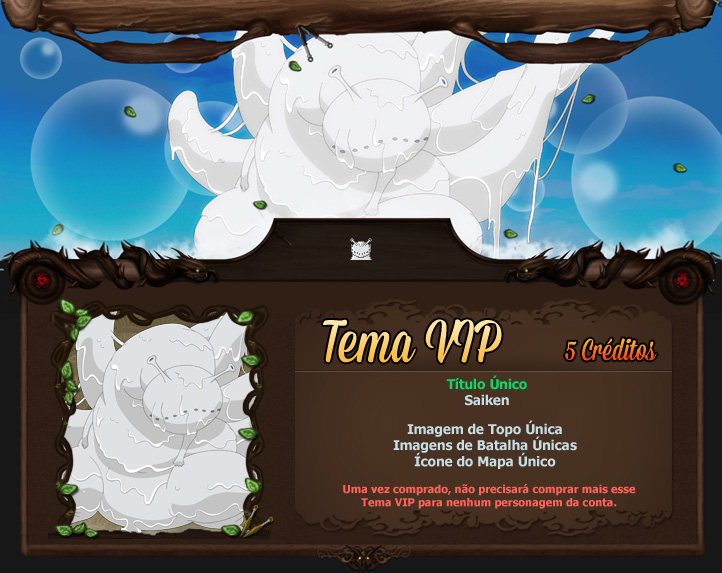 Tema VIP
5 Créditos
Título Único
Saiken
Imagem de Topo Única
Imagens de Batalha Únicas
Ícone do Mapa Único
Uma vez comprado, não precisará comprar mais esse
Tema VIP para nenhum personagem da conta.